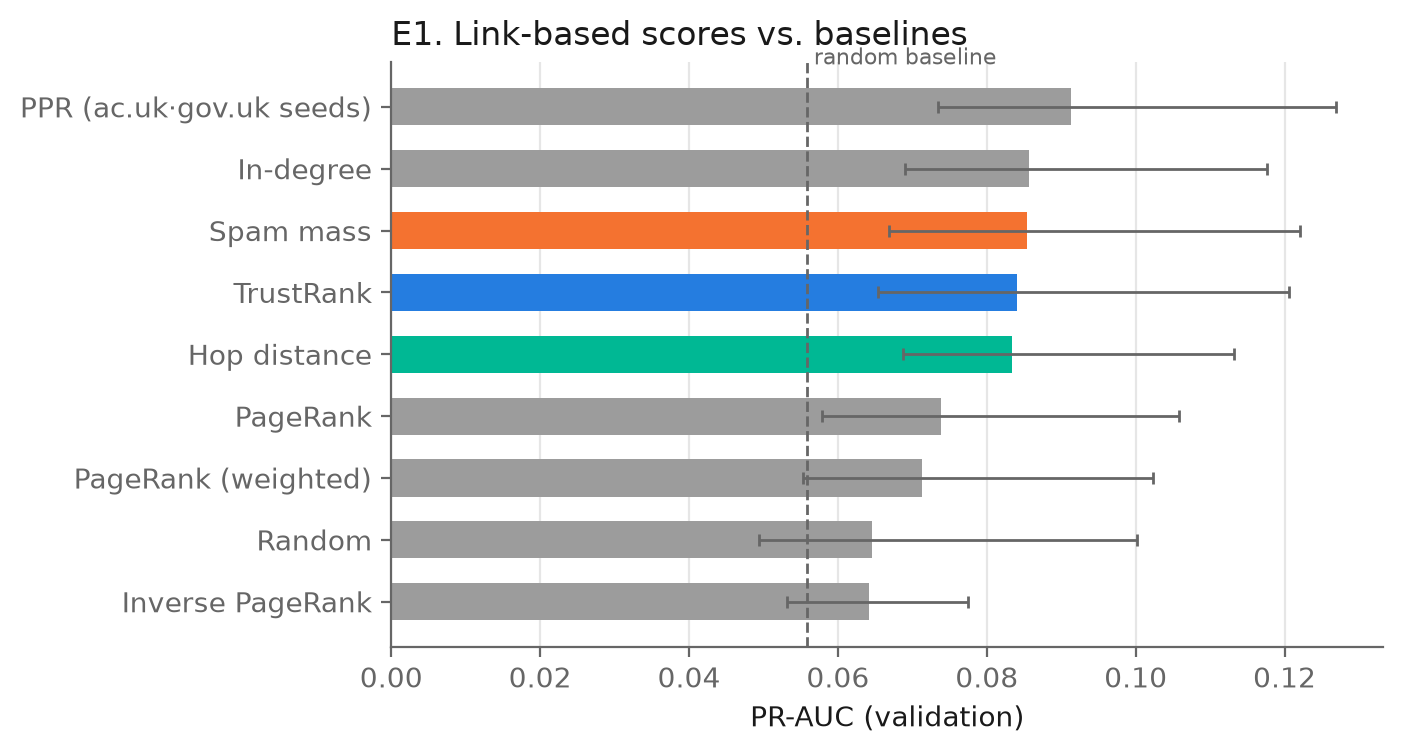 E1. Link-based scores vs. baselines
random baseline
PPR (ac.uk·gov.uk seeds)
In-degree
Spam mass
TrustRank
Hop distance
PageRank
PageRank (weighted)
Random
Inverse PageRank
0.00 0.02 0.04 0.06 0.08 0.10 0.12
PR-AUC (validation)